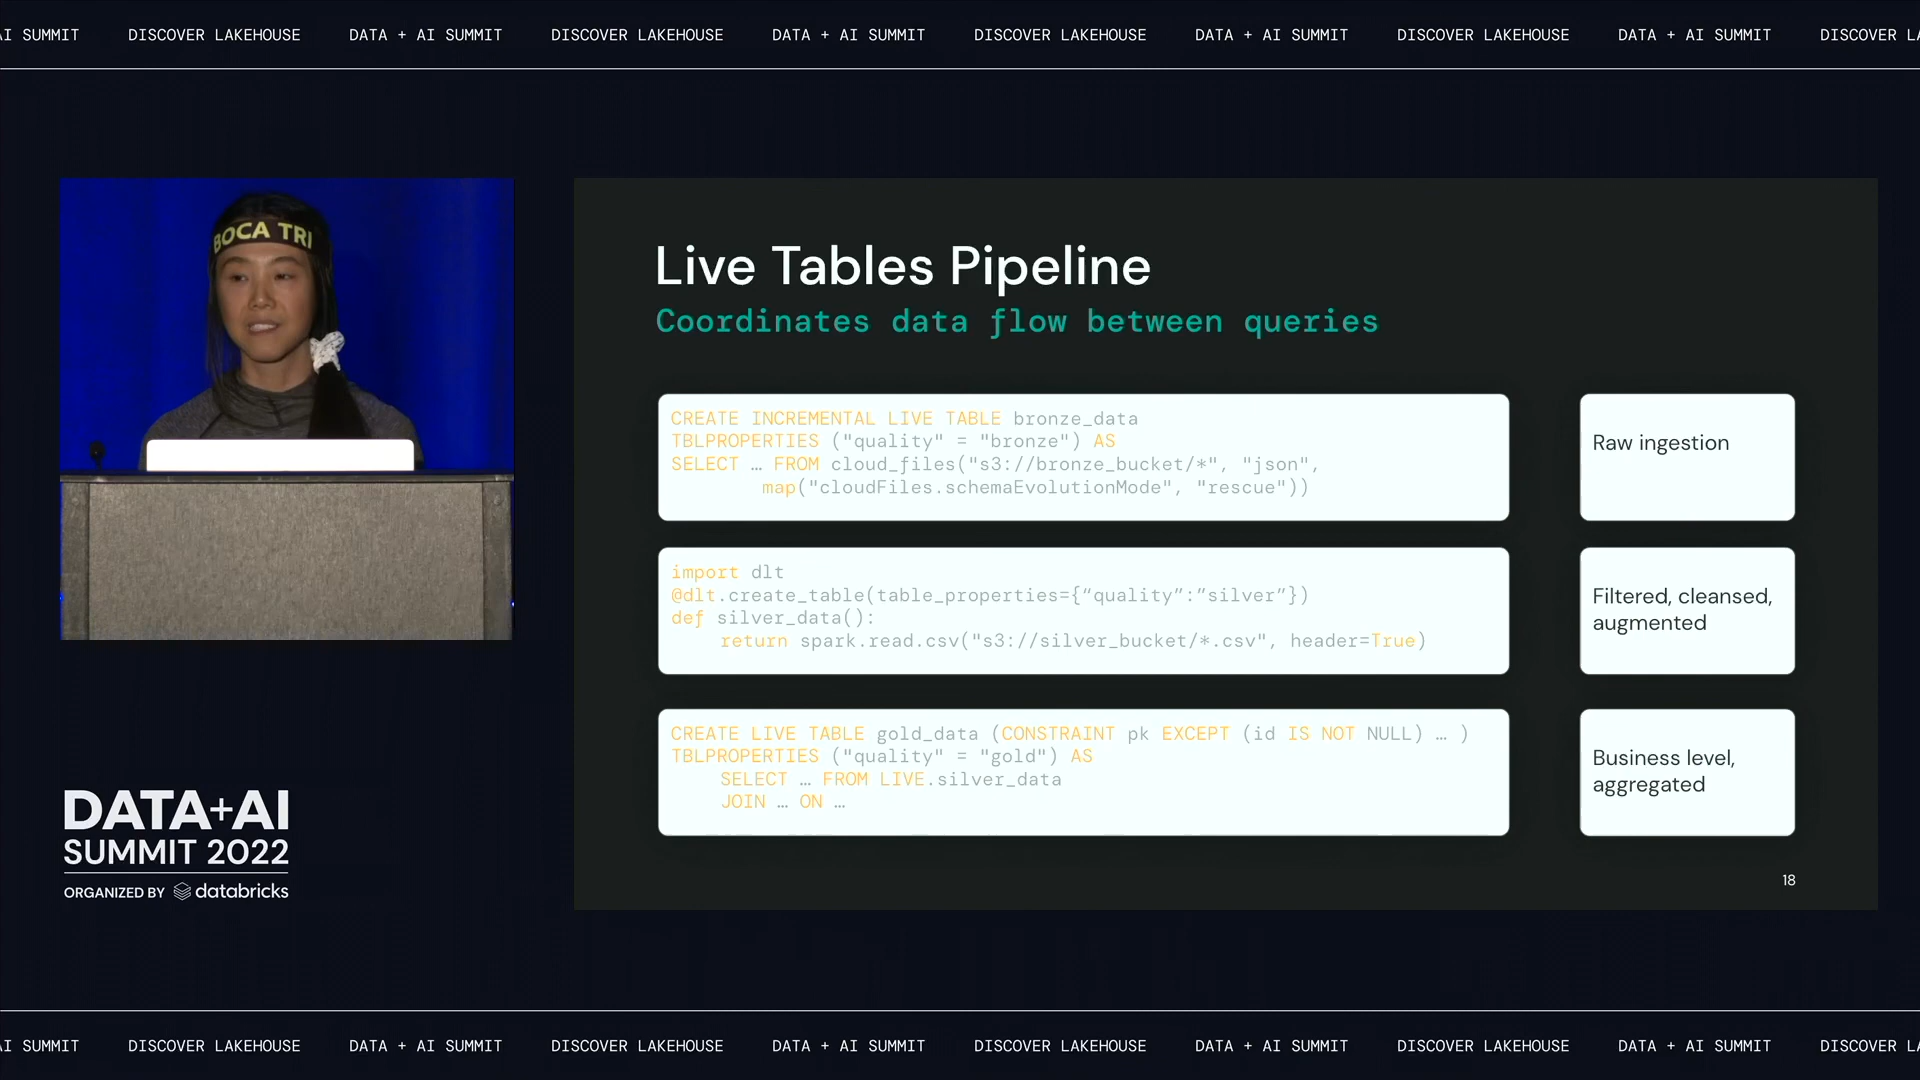 AI SUMMIT DISCOVER LAKEHOUSE DATA + AI SUMMIT DISCOVER LAKEHOUSE DATA + AI SUMMIT DISCOVER LAKEHOUSE DATA + AI SUMMIT DISCOVER LAKEHOUSE DATA + AI SUMMIT DISCOVER LA
BOCA TRI
Live Tables Pipeline
Coordinates data flow between queries
CREATE INCREMENTAL LIVE TABLE bronze_data
TBLPROPERTIES ("quality" = "bronze") AS
SELECT … FROM cloud_files("s3://bronze_bucket/*", "json",
map("cloudFiles.schemaEvolutionMode", "rescue"))
Raw ingestion
import dlt
@dlt.create_table(table_properties={“quality”:”silver”})
def silver_data():
return spark.read.csv("s3://silver_bucket/*.csv", header=True)
Filtered, cleansed,
augmented
CREATE LIVE TABLE gold_data (CONSTRAINT pk EXCEPT (id IS NOT NULL) … )
TBLPROPERTIES ("quality" = "gold") AS
SELECT … FROM LIVE.silver_data
JOIN … ON …
Business level,
aggregated
18
DATA+AI
SUMMIT 2022
ORGANIZED BY databricks
AI SUMMIT DISCOVER LAKEHOUSE DATA + AI SUMMIT DISCOVER LAKEHOUSE DATA + AI SUMMIT DISCOVER LAKEHOUSE DATA + AI SUMMIT DISCOVER LAKEHOUSE DATA + AI SUMMIT DISCOVER LA